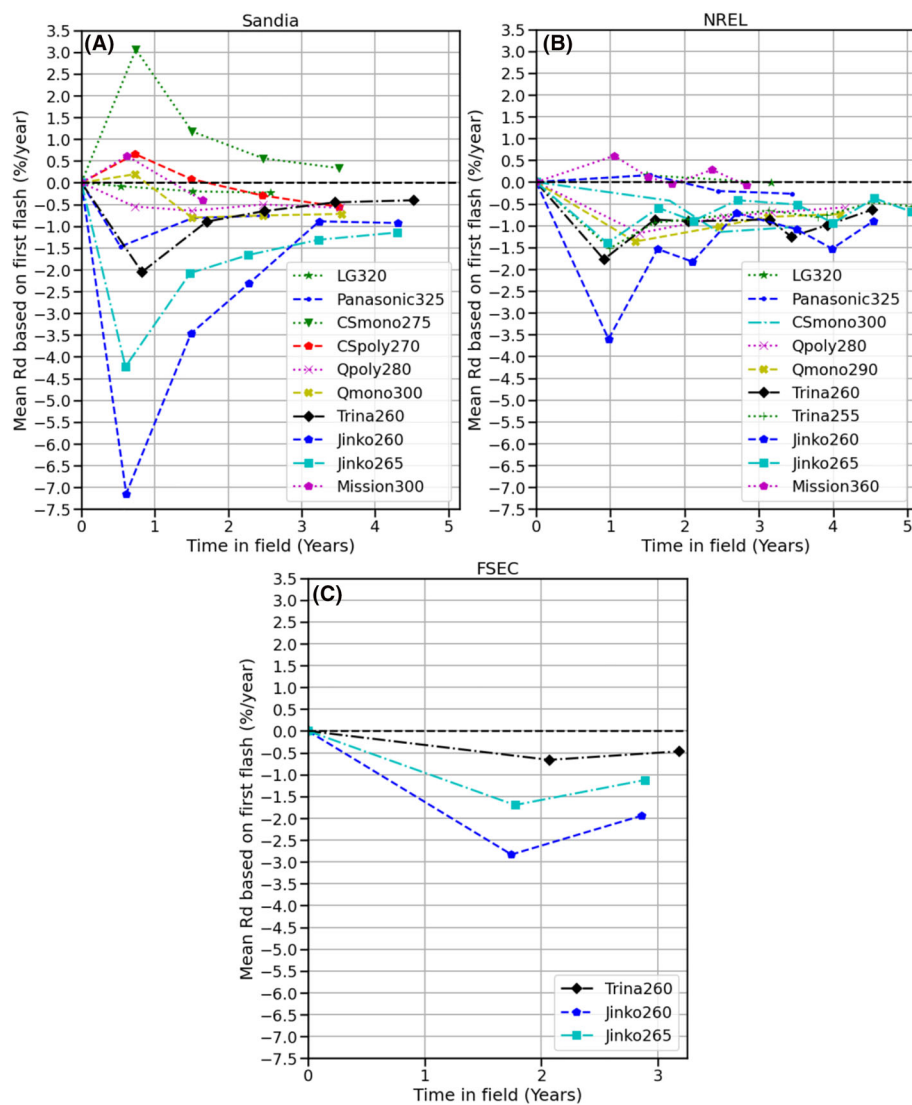 Sandia
(A)
Mean Rd based on first flash (%/year)
3.5
3.0
2.5
2.0
1.5
1.0
0.5
0.0
−0.5
−1.0
−1.5
−2.0
−2.5
−3.0
−3.5
−4.0
−4.5
−5.0
−5.5
−6.0
−6.5
−7.0
−7.5
LG320
Panasonic325
CSmono275
CSpoly270
Qpoly280
Qmono300
Trina260
Jinko260
Jinko265
Mission300
0 1 2 3 4 5
Time in field (Years)
NREL
(B)
Mean Rd based on first flash (%/year)
3.5
3.0
2.5
2.0
1.5
1.0
0.5
0.0
−0.5
−1.0
−1.5
−2.0
−2.5
−3.0
−3.5
−4.0
−4.5
−5.0
−5.5
−6.0
−6.5
−7.0
−7.5
LG320
Panasonic325
CSmono300
Qpoly280
Qmono290
Trina260
Trina255
Jinko260
Jinko265
Mission360
0 1 2 3 4 5
Time in field (Years)
FSEC
(C)
Mean Rd based on first flash (%/year)
3.5
3.0
2.5
2.0
1.5
1.0
0.5
0.0
−0.5
−1.0
−1.5
−2.0
−2.5
−3.0
−3.5
−4.0
−4.5
−5.0
−5.5
−6.0
−6.5
−7.0
−7.5
Trina260
Jinko260
Jinko265
0 1 2 3
Time in field (Years)